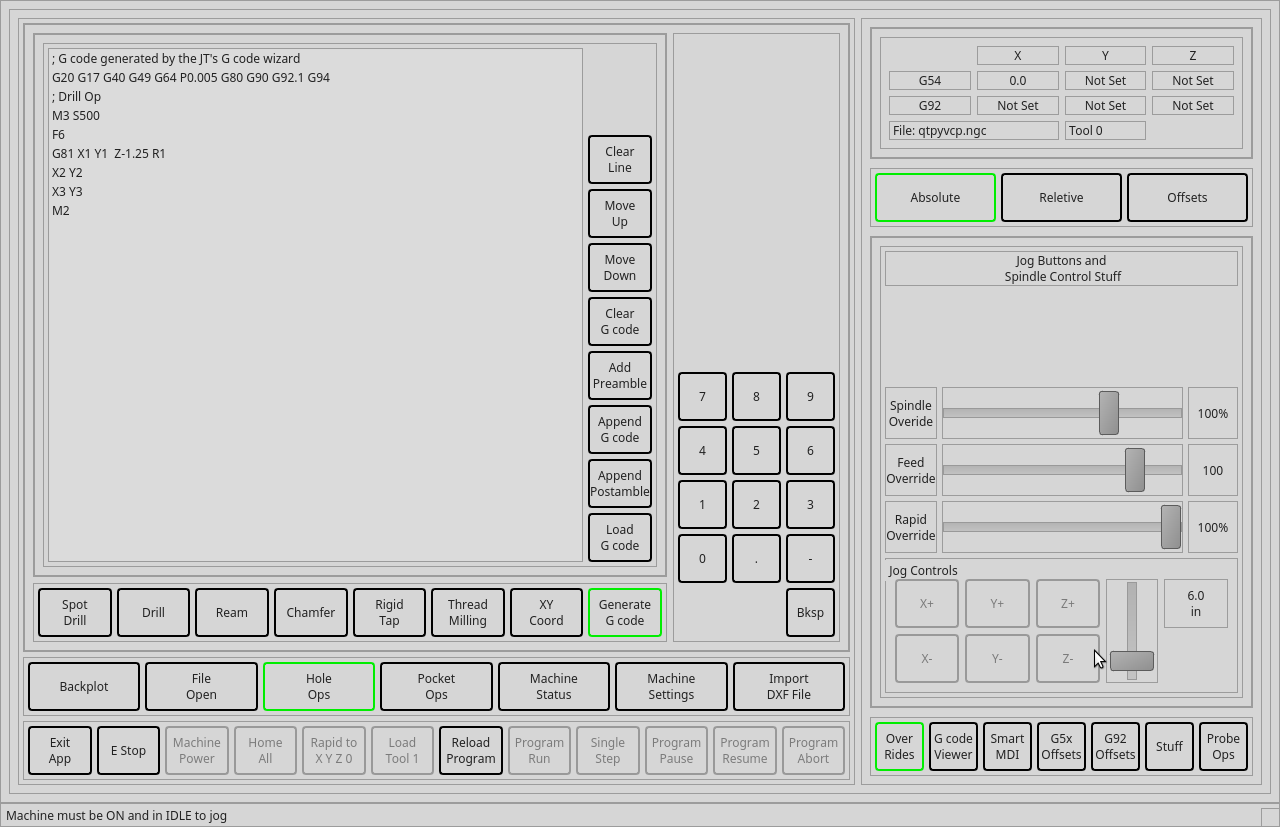 ; G code generated by the JT's G code wizard
G20 G17 G40 G49 G64 P0.005 G80 G90 G92.1 G94
; Drill Op
M3 S500
F6
G81 X1 Y1  Z-1.25 R1
X2 Y2
X3 Y3
M2
Clear
Line
Move
Up
Move
Down
Clear
G code
Add
Preamble
Append
G code
Append
Postamble
Load
G code
7 8 9
4 5 6
1 2 3
0 . -
Bksp
Spot
Drill
Drill
Ream
Chamfer
Rigid
Tap
Thread
Milling
XY
Coord
Generate
G code
Backplot
File
Open
Hole
Ops
Pocket
Ops
Machine
Status
Machine
Settings
Import
DXF File
Exit
App
E Stop
Machine
Power
Home
All
Rapid to
X Y Z 0
Load
Tool 1
Reload
Program
Program
Run
Single
Step
Program
Pause
Program
Resume
Program
Abort
X Y Z
G54 0.0 Not Set Not Set
G92 Not Set Not Set Not Set
File: qtpyvcp.ngc Tool 0
Absolute
Reletive
Offsets
Jog Buttons and
Spindle Control Stuff
Spindle
Overide
100%
Feed
Override
100
Rapid
Override
100%
Jog Controls
X+ Y+ Z+
X- Y- Z-
6.0
in
Over
Rides
G code
Viewer
Smart
MDI
G5x
Offsets
G92
Offsets
Stuff
Probe
Ops
Machine must be ON and in IDLE to jog